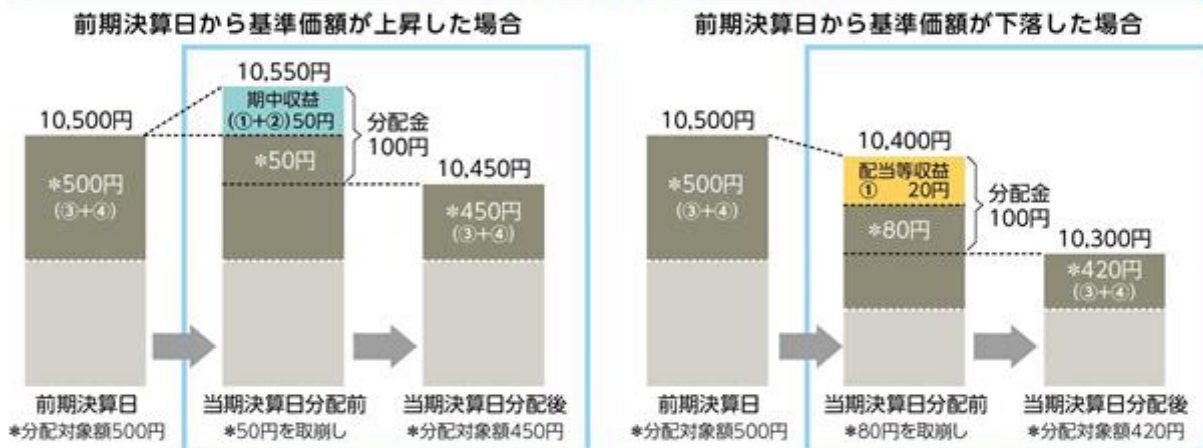 前期決算日から基準価額が上昇した場合
10,550円
期中収益
(①+②)50円
10,500円
分配金
100円
*50円
10,450円
*500円
(③+④)
*450円
(③+④)
前期決算日
*分配対象額500円
当期決算日分配前
*50円を取崩し
当期決算日分配後
*分配対象額450円
前期決算日から基準価額が下落した場合
10,500円
10,400円
配当等収益
① 20円
*500円
(③+④)
分配金
100円
*80円
10,300円
*420円
(③+④)
前期決算日
*分配対象額500円
当期決算日分配前
*80円を取崩し
当期決算日分配後
*分配対象額420円